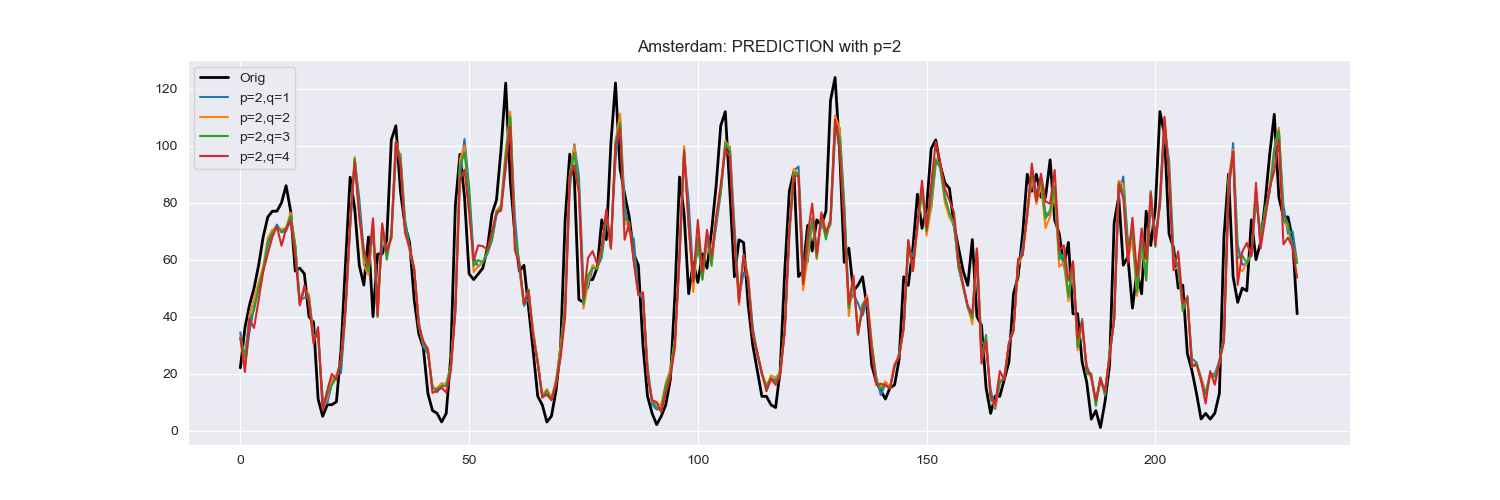 Amsterdam: PREDICTION with p=2
Orig
p=2,q=1
p=2,q=2
p=2,q=3
p=2,q=4
120
100
80
60
40
20
0
0 50 100 150 200